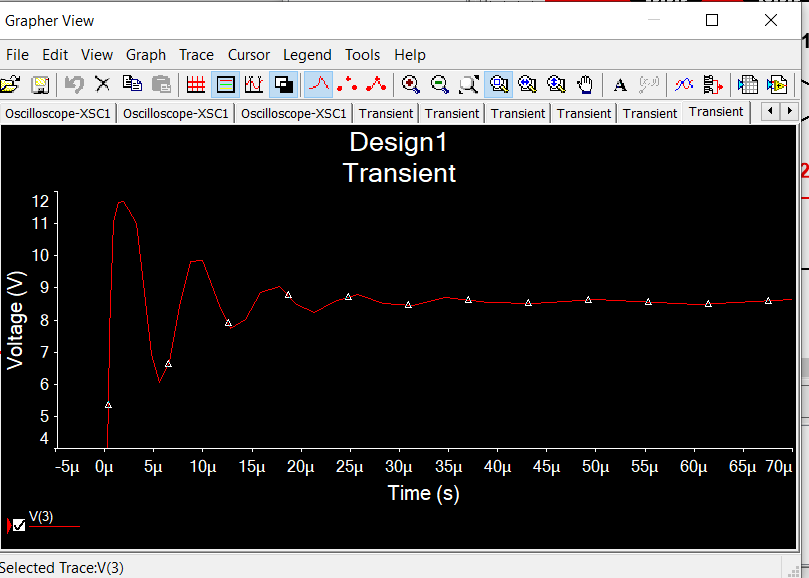 Grapher View
File Edit View Graph Trace Cursor Legend Tools Help
Oscilloscope-XSC1 Oscilloscope-XSC1 Oscilloscope-XSC1 Transient Transient Transient Transient Transient Transient
Design1
Transient
12
11
10
9
8
7
6
5
4
Voltage (V)
-5µ 0µ 5µ 10µ 15µ 20µ 25µ 30µ 35µ 40µ 45µ 50µ 55µ 60µ 65µ 70µ
Time (s)
V(3)
Selected Trace:V(3)